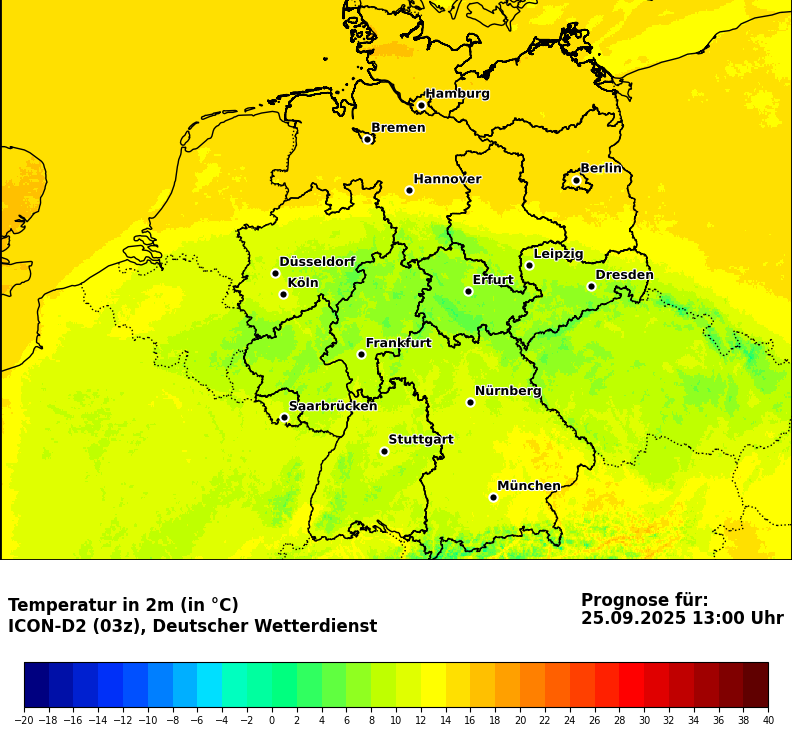 Hamburg
Bremen
Berlin
Hannover
Leipzig
Düsseldorf
Dresden
Köln
Erfurt
Frankfurt
Nürnberg
Saarbrücken
Stuttgart
München
Temperatur in 2m (in °C)
ICON-D2 (03z), Deutscher Wetterdienst
Prognose für:
25.09.2025 13:00 Uhr
−20 −18 −16 −14 −12 −10 −8 −6 −4 −2 0 2 4 6 8 10 12 14 16 18 20 22 24 26 28 30 32 34 36 38 40